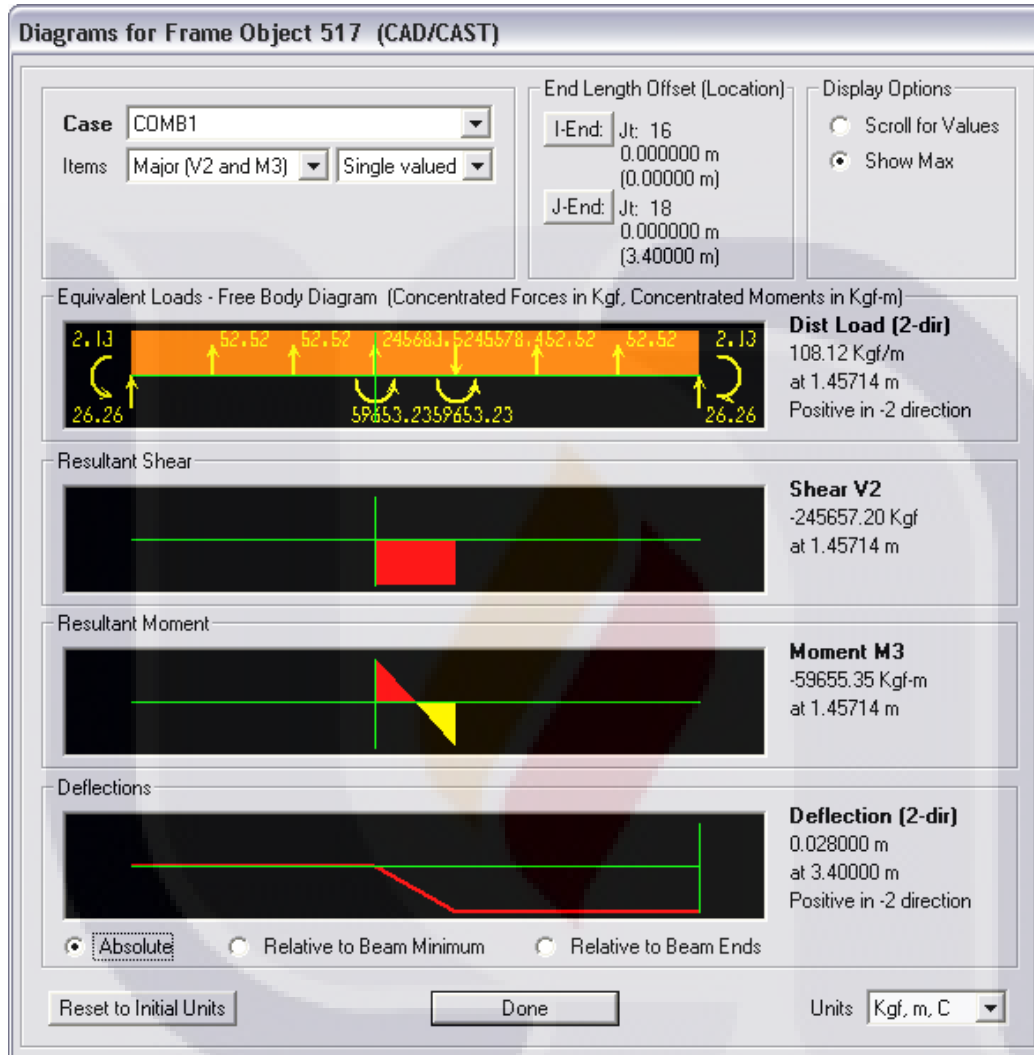 Diagrams for Frame Object 517 (CAD/CAST)
Case COMB1
Items Major (V2 and M3) Single valued
End Length Offset (Location)
I-End: Jt: 16
0.000000 m
(0.00000 m)
J-End: Jt: 18
0.000000 m
(3.40000 m)
Display Options
Scroll for Values
Show Max
Equivalent Loads - Free Body Diagram (Concentrated Forces in Kgf, Concentrated Moments in Kgf-m)
2.13 52.52 52.52 245683.5245578.452.52 52.52 2.13
26.26 59653.2359653.23 26.26
Dist Load (2-dir)
108.12 Kgf/m
at 1.45714 m
Positive in -2 direction
Resultant Shear
Shear V2
-245657.20 Kgf
at 1.45714 m
Resultant Moment
Moment M3
-59655.35 Kgf-m
at 1.45714 m
Deflections
Deflection (2-dir)
0.028000 m
at 3.40000 m
Positive in -2 direction
Absolute Relative to Beam Minimum Relative to Beam Ends
Reset to Initial Units Done Units Kgf, m, C